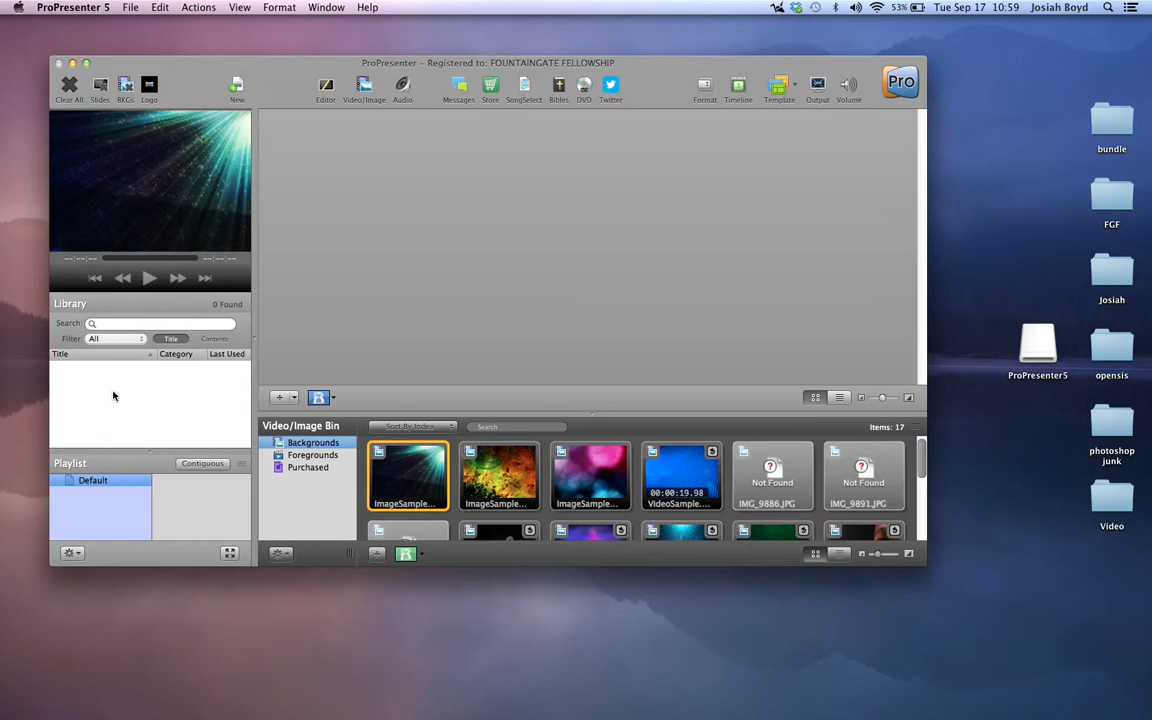 ProPresenter 5 File Edit View Actions View Format Window Help 53% Tue Sep 17 10:59 Josiah Boyd
ProPresenter – Registered to: FOUNTAINGATE FELLOWSHIP
Clear All Slides BKGs Logo New Editor Video/Image Audio Messages Store SongSelect Bibles DVD Twitter Format Timeline Template Output Volume
Pro
--:--:-- --:--:--
Library 0 Found
Search:
Filter: All Title Contents
Title Category Last Used
Playlist Contiguous
Default
Video/Image Bin Sort By Index Search Items: 17
Backgrounds
Foregrounds
Purchased
ImageSample... ImageSample... ImageSample... 00:00:19.98
VideoSample.... Not Found
IMG_9886.JPG Not Found
IMG_9891.JPG
bundle
FGF
Josiah
ProPresenter5 opensis
photoshop
junk
Video